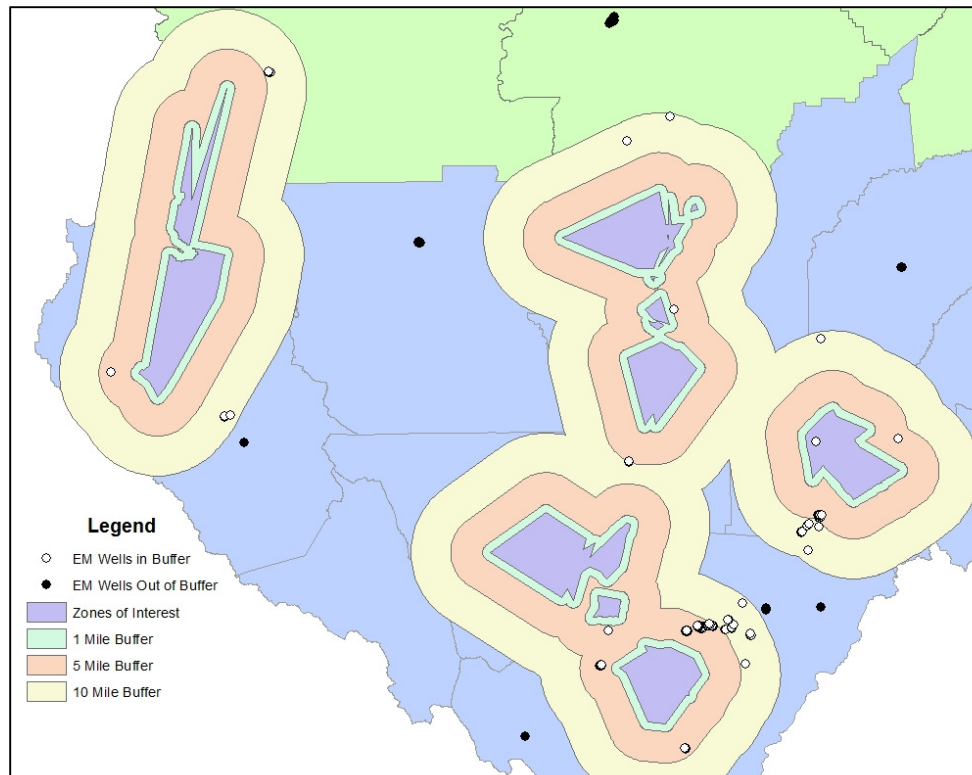 Legend
EM Wells in Buffer
EM Wells Out of Buffer
Zones of Interest
1 Mile Buffer
5 Mile Buffer
10 Mile Buffer